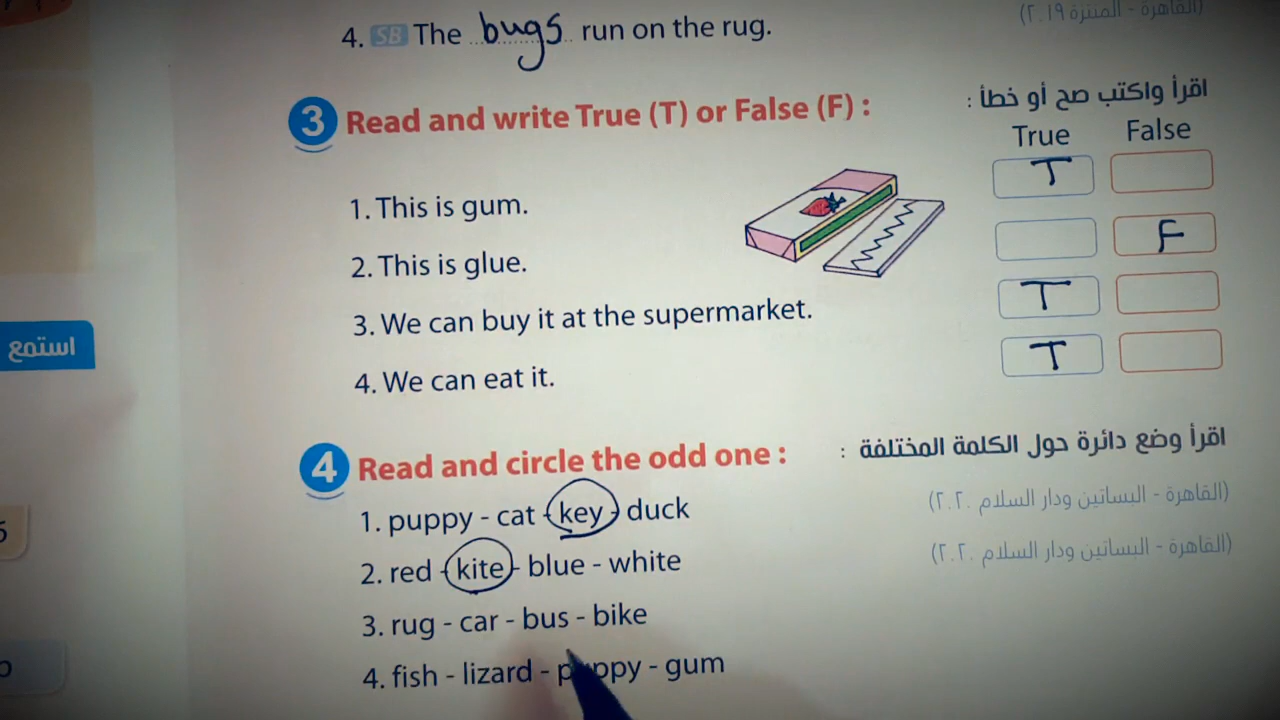 (القاهرة - المنتزة ٢٠١٩)
4. SB The bugs run on the rug.
3 Read and write True (T) or False (F) :
اقرأ واكتب صح أو خطأ :
True False
1. This is gum. T
2. This is glue. F
3. We can buy it at the supermarket. T
4. We can eat it. T
استمع
4 Read and circle the odd one :
اقرأ وضع دائرة حول الكلمة المختلفة :
1. puppy - cat - key - duck
(القاهرة - البساتين ودار السلام ٢٠٢٠)
2. red - kite - blue - white
(القاهرة - البساتين ودار السلام ٢٠٢٠)
3. rug - car - bus - bike
4. fish - lizard - puppy - gum